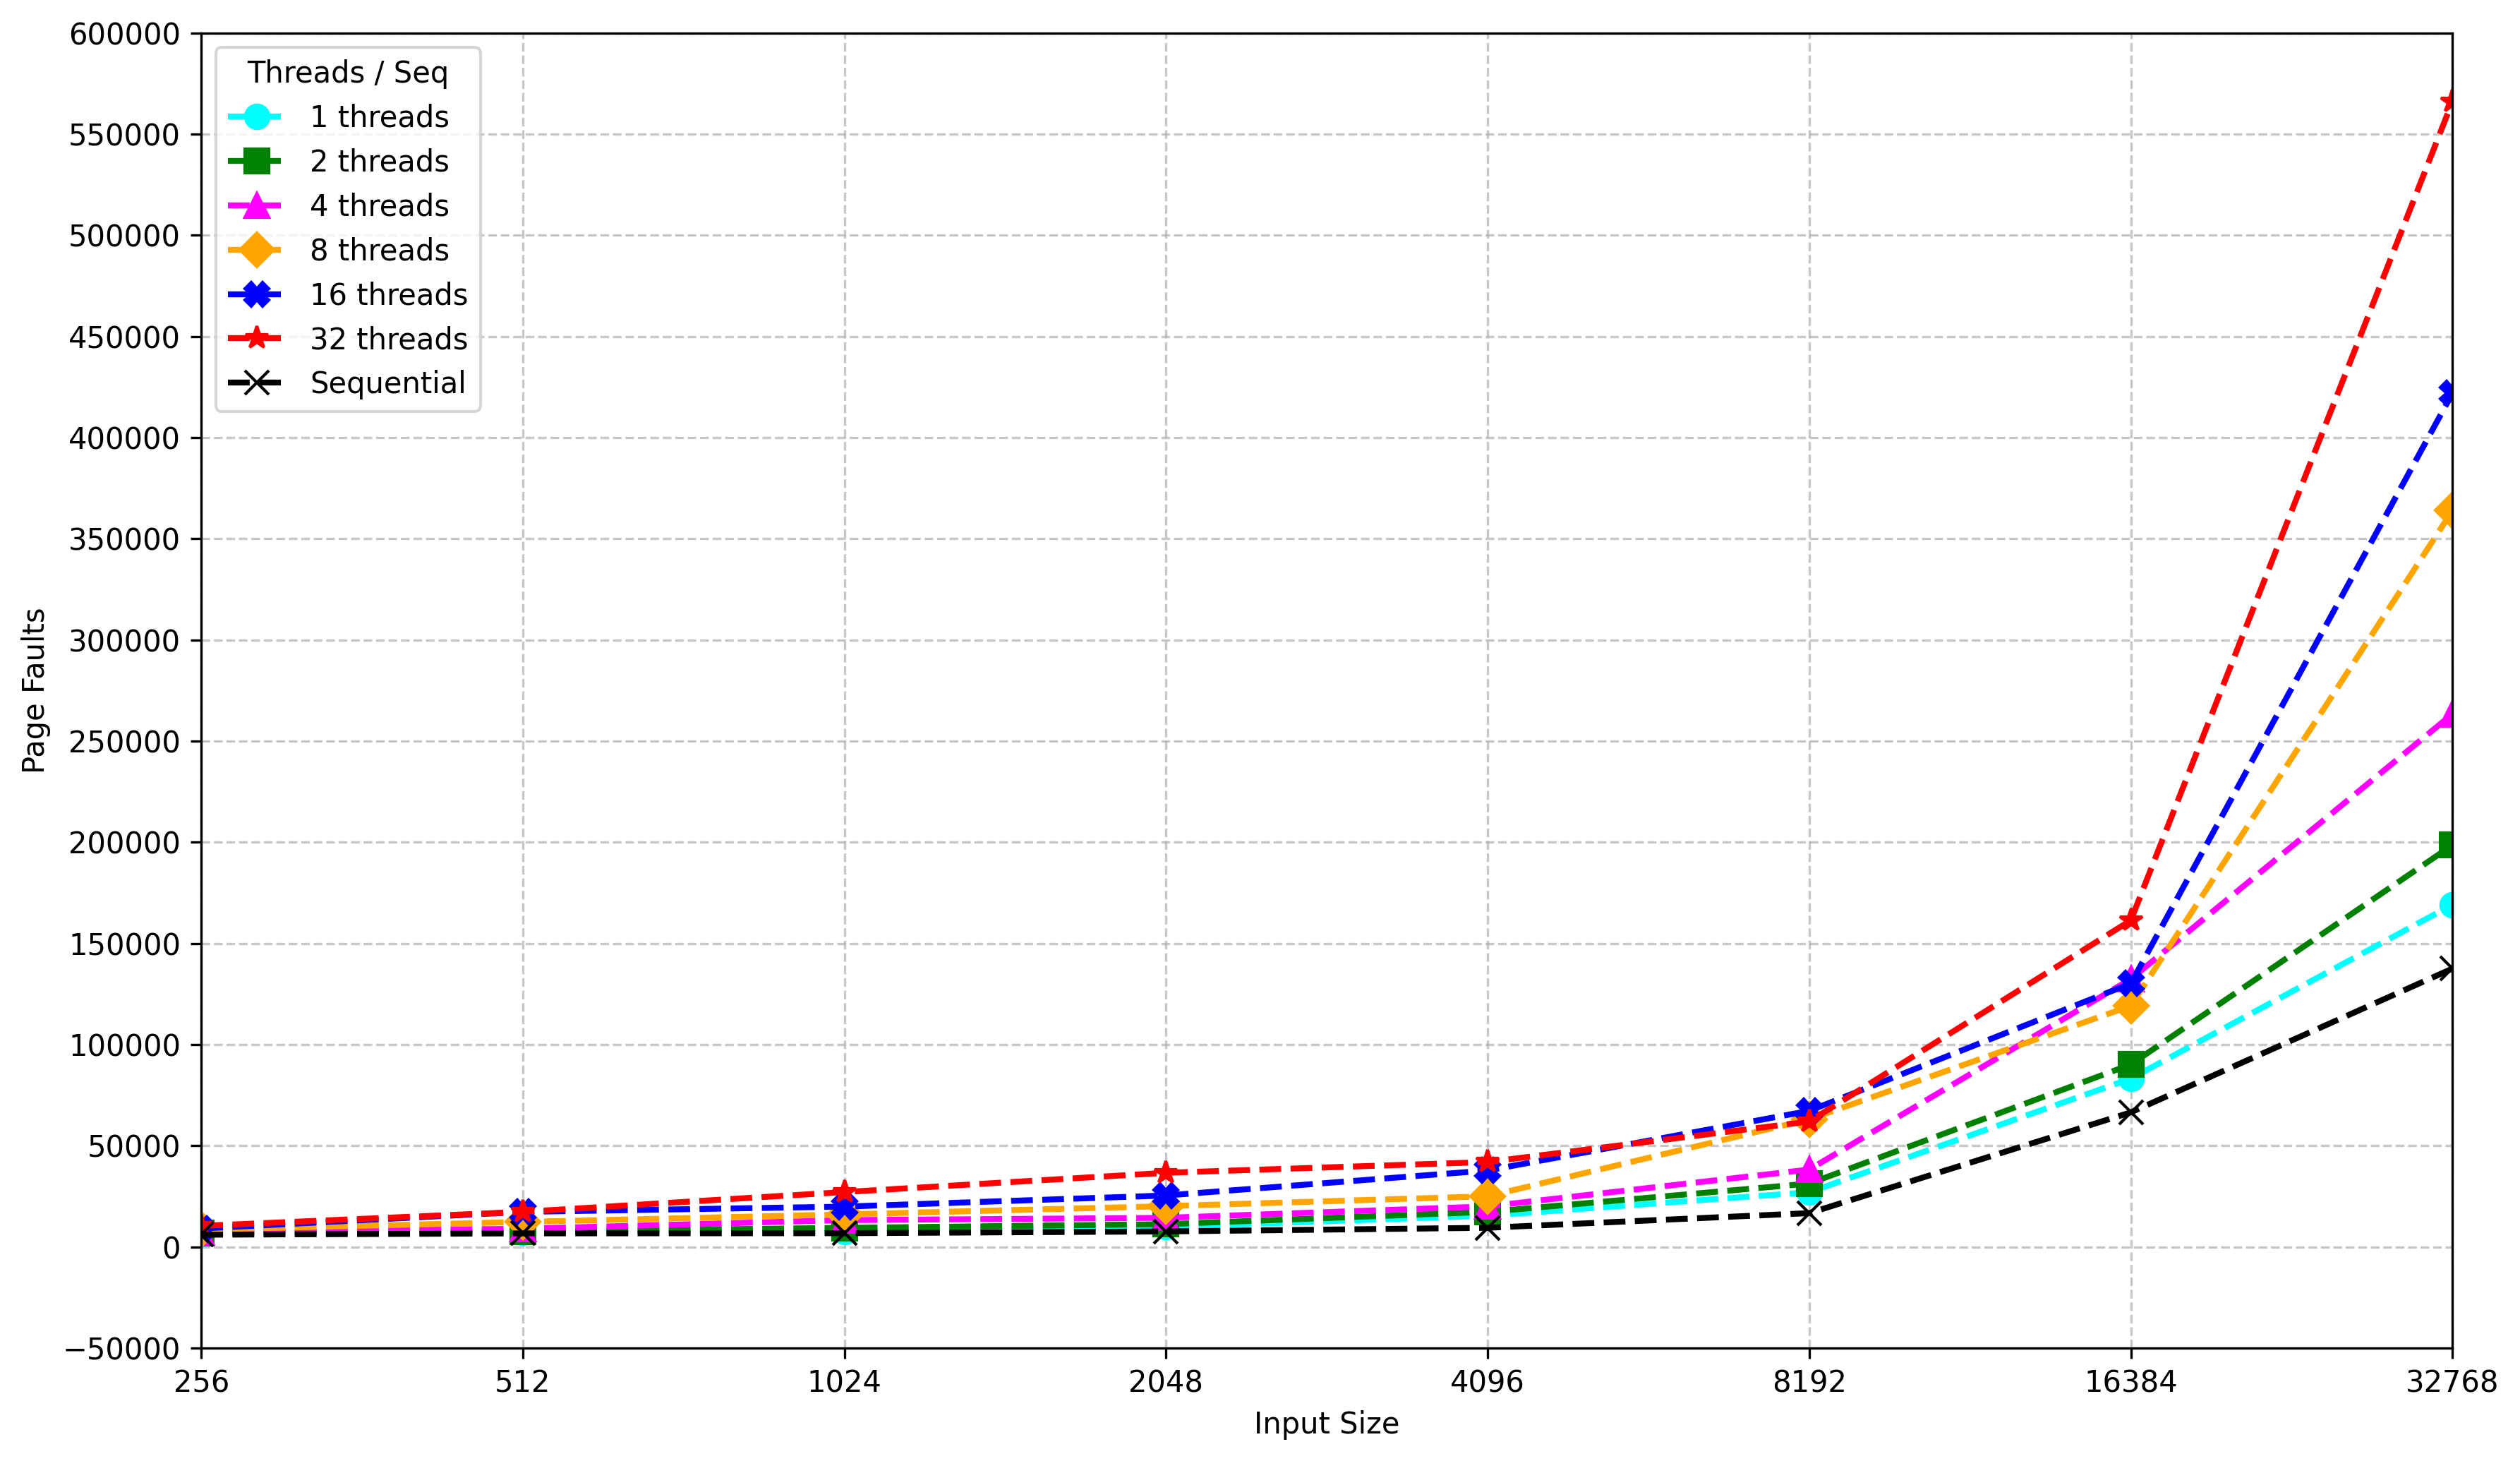 600000
550000
500000
450000
400000
350000
300000
250000
200000
150000
100000
50000
0
−50000
Page Faults
Threads / Seq
1 threads
2 threads
4 threads
8 threads
16 threads
32 threads
Sequential
256 512 1024 2048 4096 8192 16384 32768
Input Size